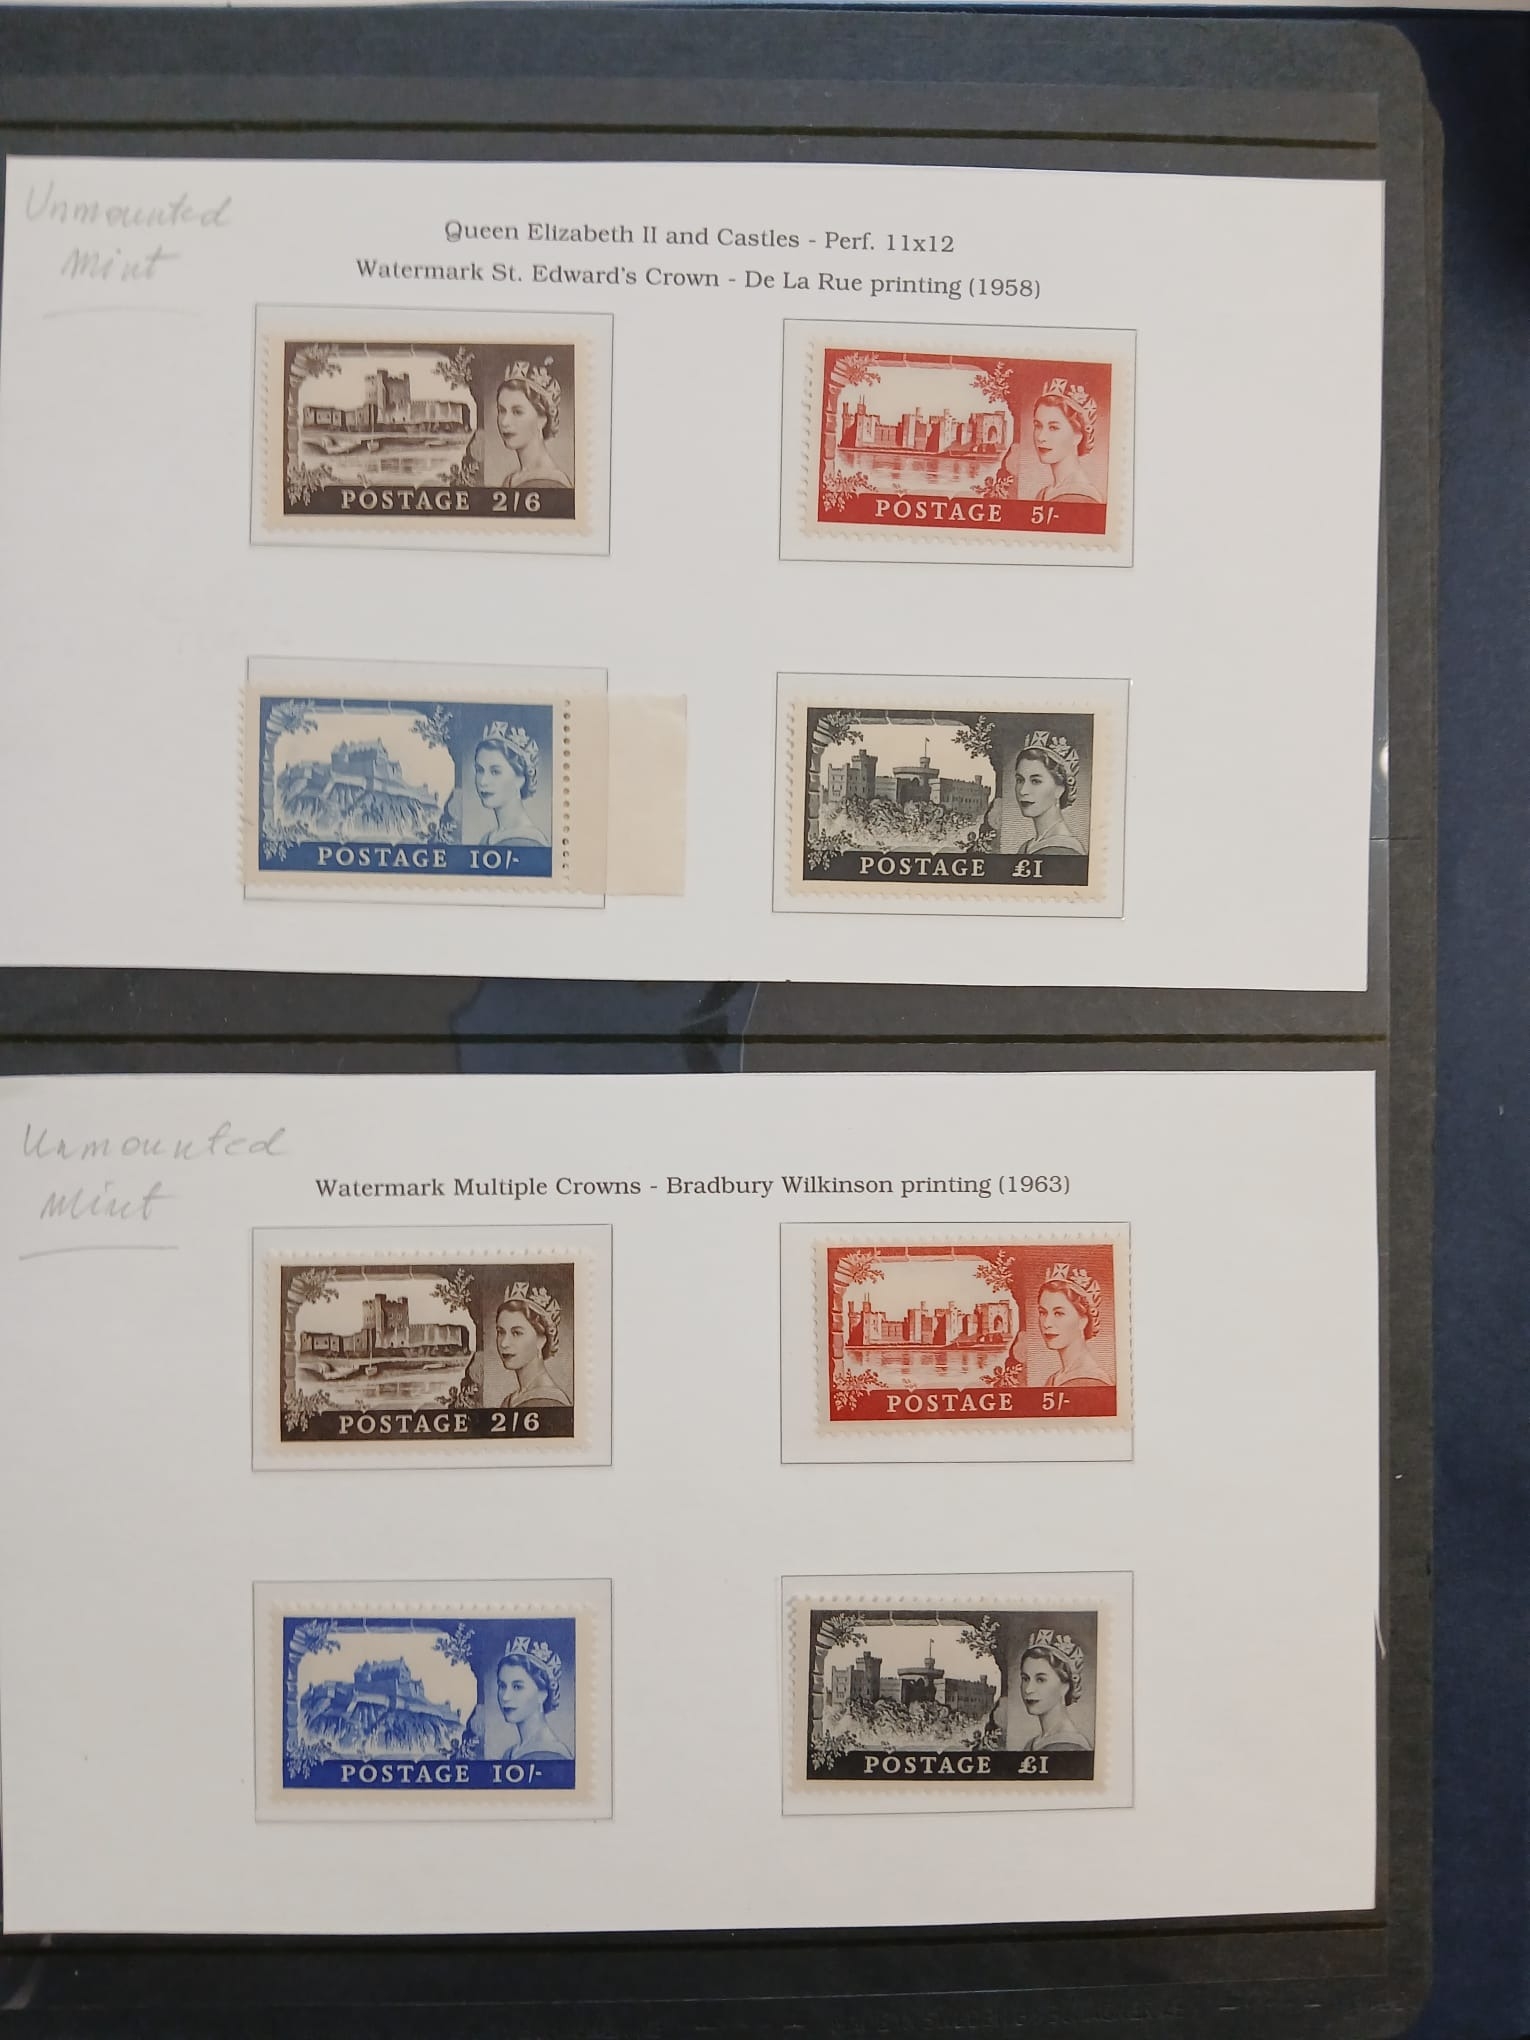 Unmounted
mint
Queen Elizabeth II and Castles - Perf. 11x12
Watermark St. Edward's Crown - De La Rue printing (1958)
POSTAGE 2/6
POSTAGE 5/-
POSTAGE 10/-
POSTAGE £1
Unmounted
mint
Watermark Multiple Crowns - Bradbury Wilkinson printing (1963)
POSTAGE 2/6
POSTAGE 5/-
POSTAGE 10/-
POSTAGE £1